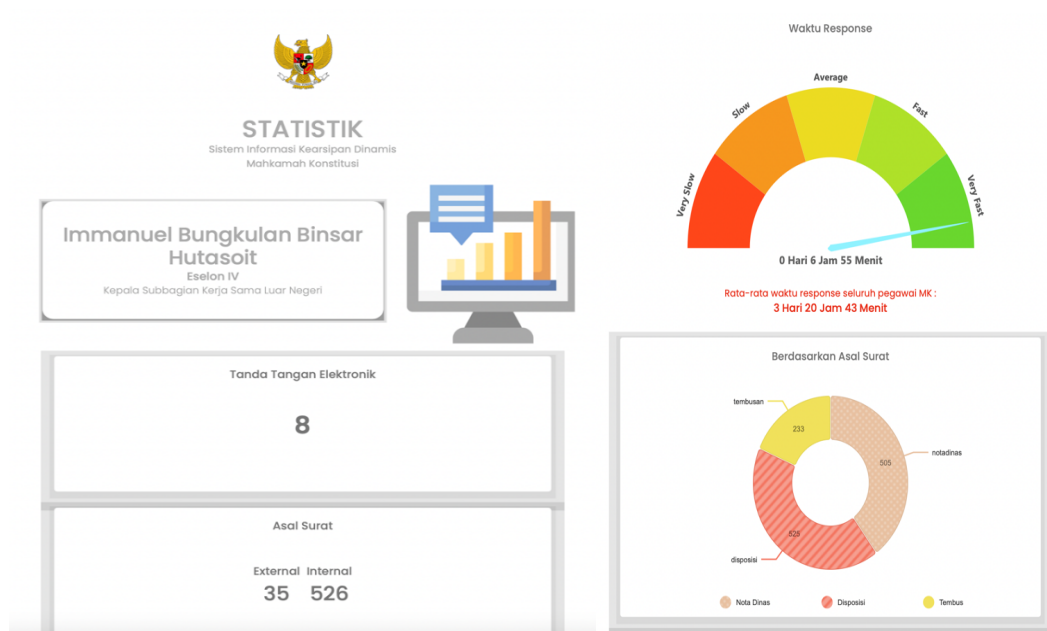 STATISTIK
Sistem Informasi Kearsipan Dinamis
Mahkamah Konstitusi
Immanuel Bungkulan Binsar
Hutasoit
Eselon IV
Kepala Subbagian Kerja Sama Luar Negeri
Tanda Tangan Elektronik
8
Asal Surat
External Internal
35 526
Waktu Response
Very Slow
Slow
Average
Fast
Very Fast
0 Hari 6 Jam 55 Menit
Rata-rata waktu response seluruh pegawai MK :
3 Hari 20 Jam 43 Menit
Berdasarkan Asal Surat
tembusan
233
notadinas
505
525
disposisi
Nota Dinas Disposisi Tembus